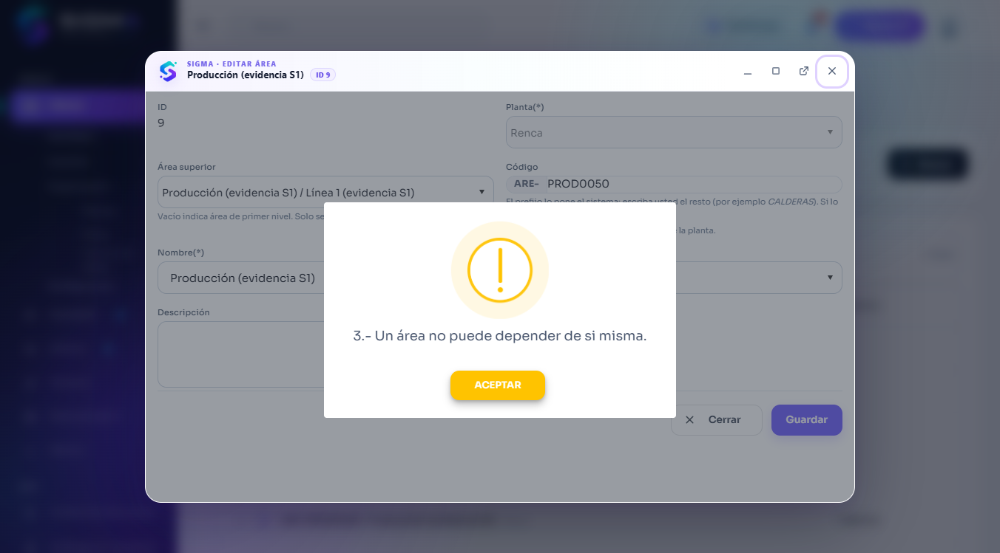 SIGMA · EDITAR ÁREA
Producción (evidencia S1) ID 9
ID
9
Planta(*)
Renca
Área superior
Producción (evidencia S1) / Línea 1 (evidencia S1)
Vacío indica área de primer nivel. Solo se
Código
ARE- PROD0050
El prefijo lo pone el sistema: escriba usted el resto (por ejemplo CALDERAS). Si lo
la planta.
Nombre(*)
Producción (evidencia S1)
Descripción
3.- Un área no puede depender de si misma.
ACEPTAR
Cerrar
Guardar